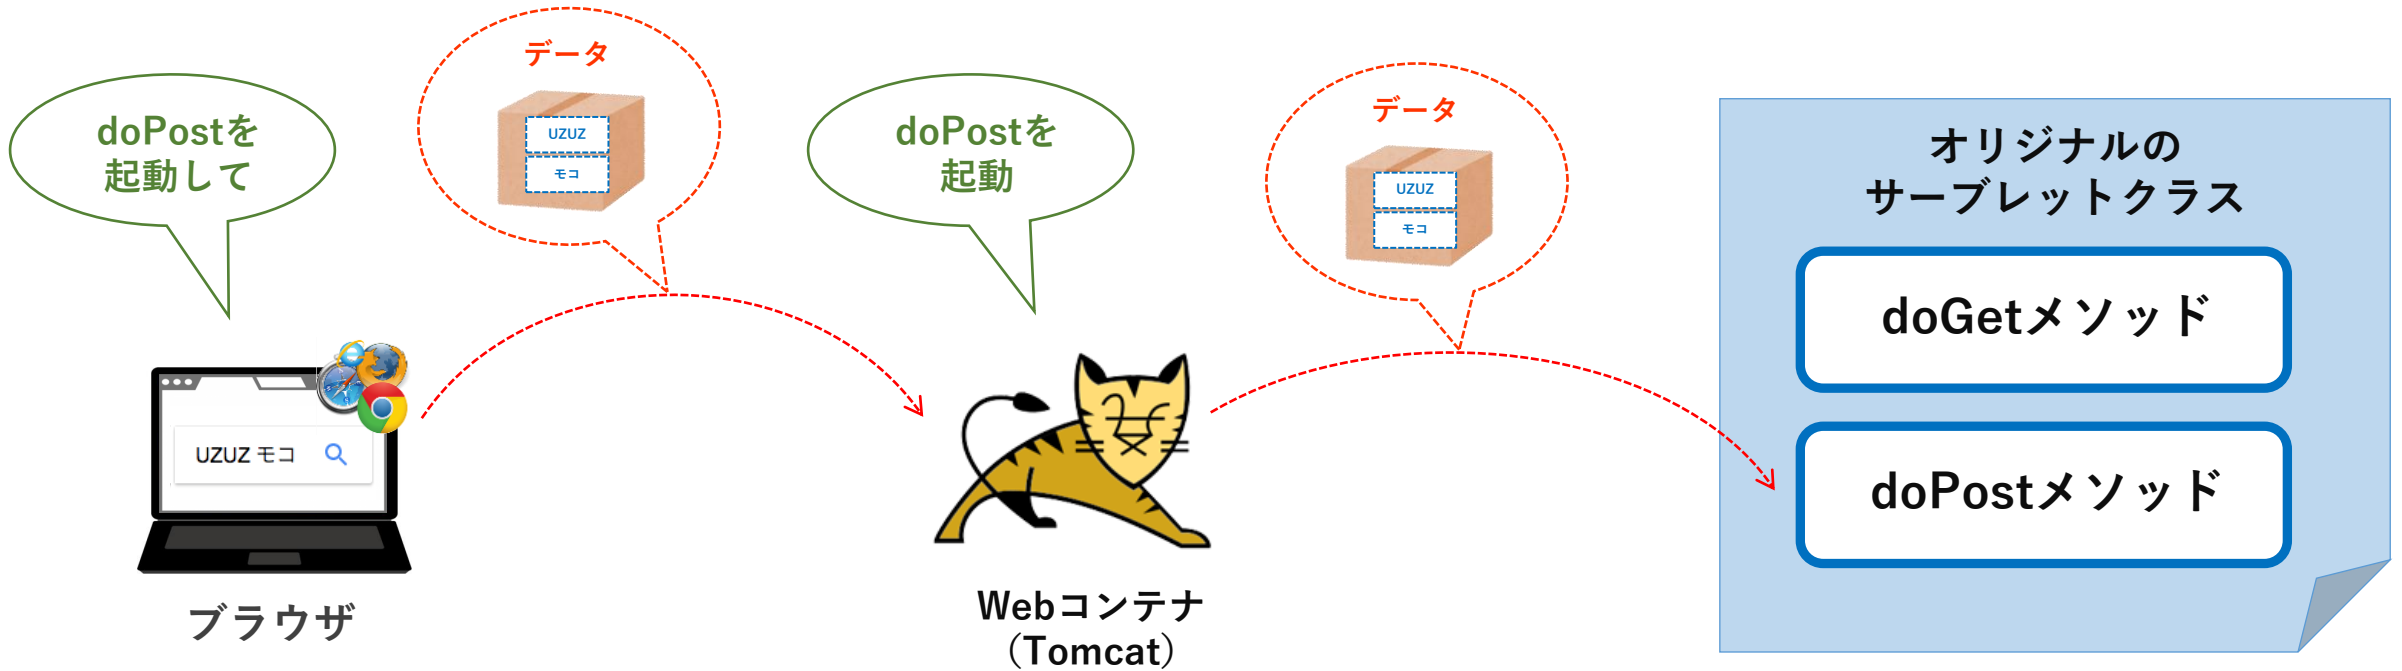 doPostを
起動して
データ
UZUZ
モコ
doPostを
起動
データ
UZUZ
モコ
オリジナルの
サーブレットクラス
doGetメソッド
doPostメソッド
UZUZ モコ
ブラウザ
Webコンテナ
（Tomcat）